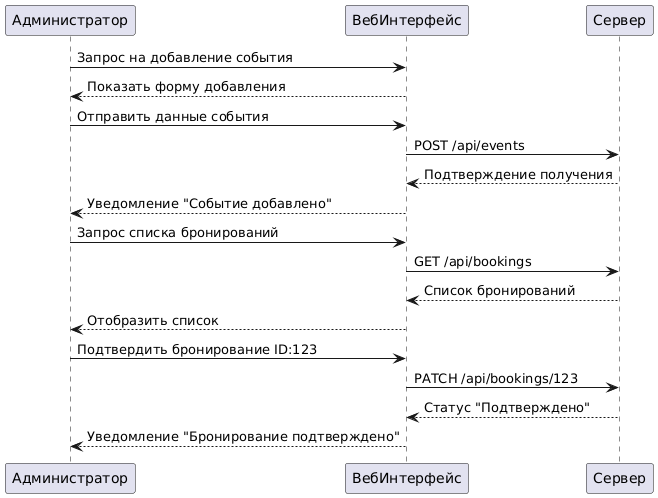 Администратор ВебИнтерфейс Сервер
Запрос на добавление события
Показать форму добавления
Отправить данные события
POST /api/events
Подтверждение получения
Уведомление "Событие добавлено"
Запрос списка бронирований
GET /api/bookings
Список бронирований
Отобразить список
Подтвердить бронирование ID:123
PATCH /api/bookings/123
Статус "Подтверждено"
Уведомление "Бронирование подтверждено"
Администратор ВебИнтерфейс Сервер